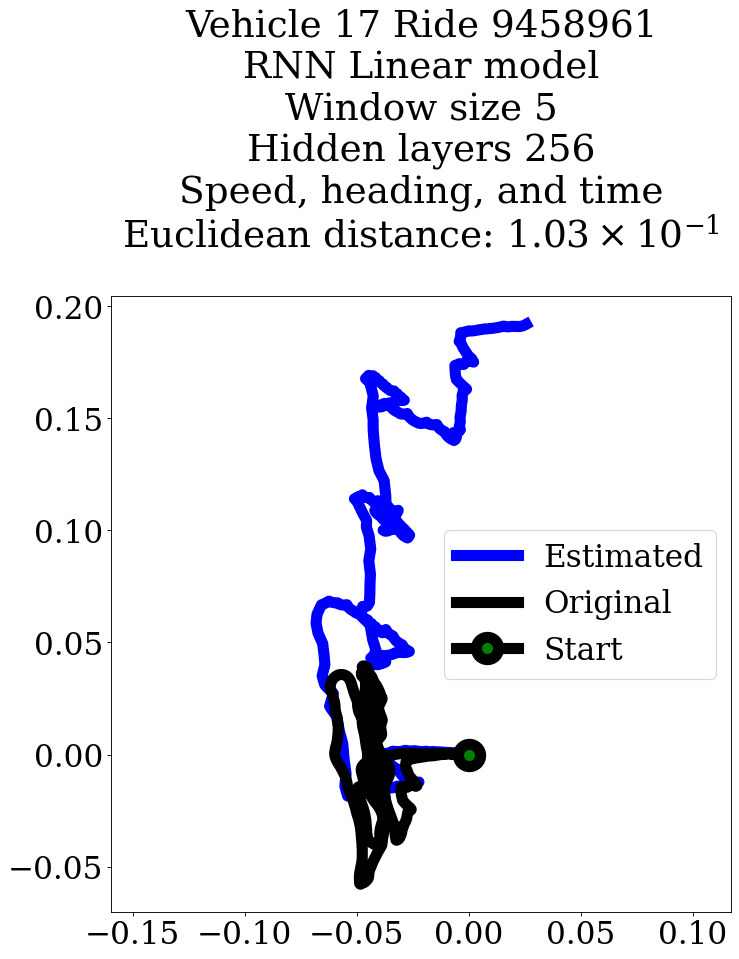 Vehicle 17 Ride 9458961
RNN Linear model
Window size 5
Hidden layers 256
Speed, heading, and time
Euclidean distance: 1.03 × 10⁻¹
0.20
0.15
0.10
0.05
0.00
−0.05
Estimated
Original
Start
−0.15 −0.10 −0.05 0.00 0.05 0.10